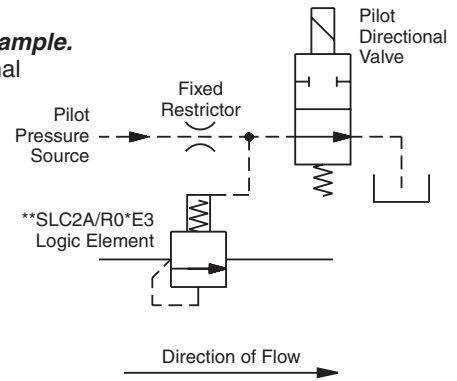 ample.
nal
Pilot
Directional
Valve
Fixed
Restrictor
Pilot
Pressure
Source
**SLC2A/R0*E3
Logic Element
Direction of Flow